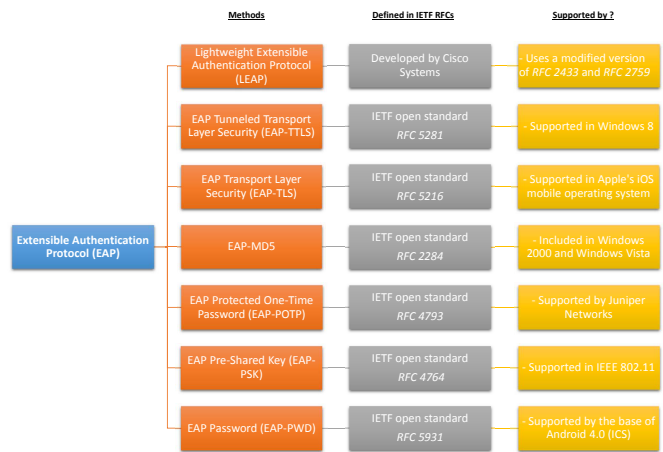 Methods
Defined in IETF RFCs
Supported by ?
Lightweight Extensible
Authentication Protocol
(LEAP)
Developed by Cisco
Systems
- Uses a modified version
of RFC 2433 and RFC 2759
EAP Tunneled Transport
Layer Security (EAP-TTLS)
IETF open standard
RFC 5281
- Supported in Windows 8
EAP Transport Layer
Security (EAP-TLS)
IETF open standard
RFC 5216
- Supported in Apple's iOS
mobile operating system
Extensible Authentication
Protocol (EAP)
EAP-MD5
IETF open standard
RFC 2284
- Included in Windows
2000 and Windows Vista
EAP Protected One-Time
Password (EAP-POTP)
IETF open standard
RFC 4793
- Supported by Juniper
Networks
EAP Pre-Shared Key (EAP-
PSK)
IETF open standard
RFC 4764
- Supported in IEEE 802.11
EAP Password (EAP-PWD)
IETF open standard
RFC 5931
- Supported by the base of
Android 4.0 (ICS)